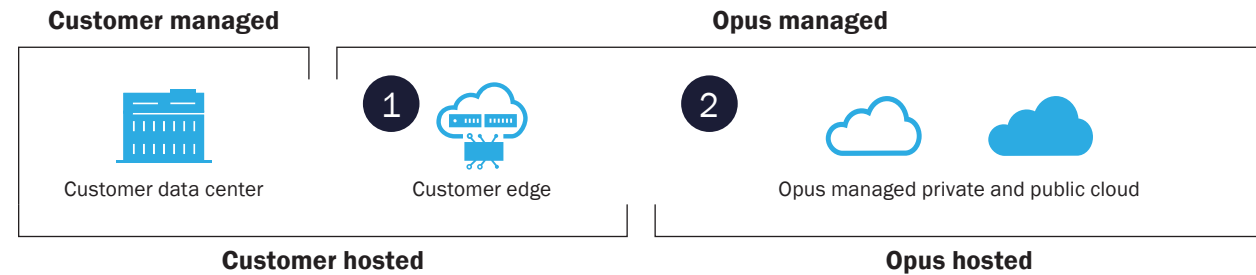 Customer managed
Opus managed
1
2
Customer data center
Customer edge
Opus managed private and public cloud
Customer hosted
Opus hosted